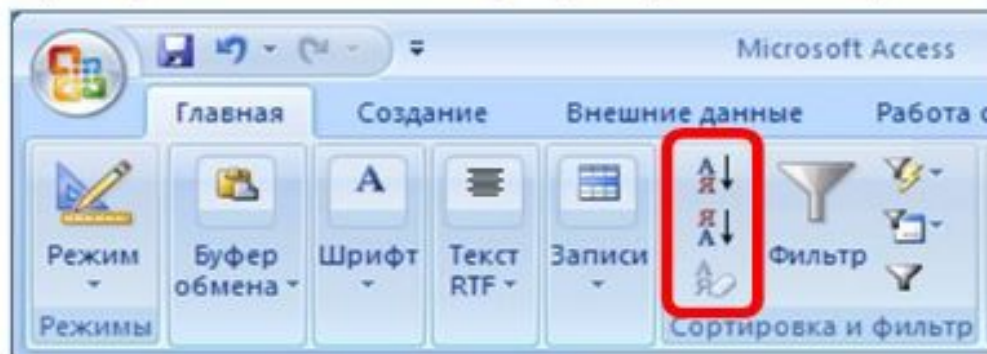 Microsoft Access
Главная Создание Внешние данные Работа с
Режим Буфер обмена Шрифт Текст RTF Записи Фильтр
А
Я
Я
А
А
Я
Режимы Сортировка и фильтр